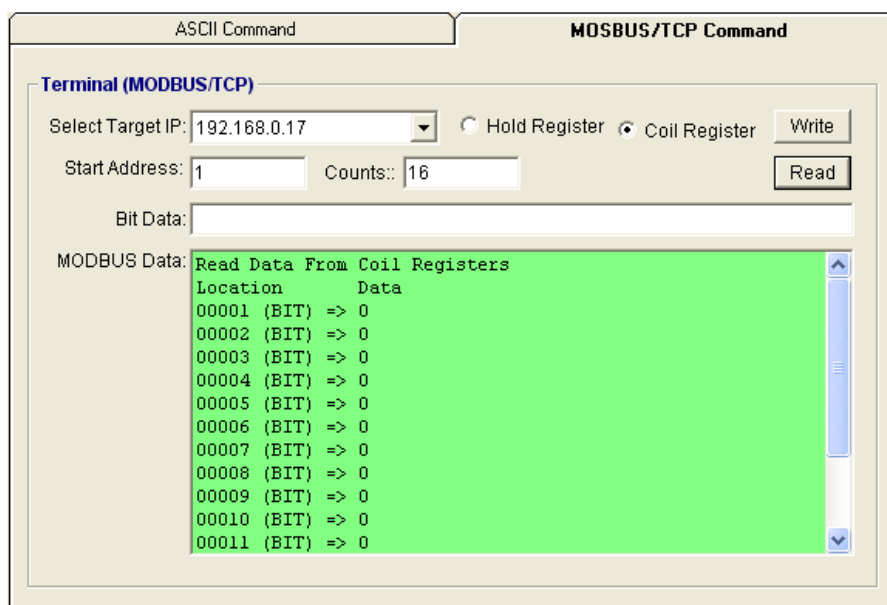 ASCII Command MOSBUS/TCP Command
Terminal (MODBUS/TCP)
Select Target IP: 192.168.0.17 Hold Register Coil Register Write
Start Address: 1 Counts:: 16 Read
Bit Data:
MODBUS Data: Read Data From Coil Registers
Location Data
00001 (BIT) => 0
00002 (BIT) => 0
00003 (BIT) => 0
00004 (BIT) => 0
00005 (BIT) => 0
00006 (BIT) => 0
00007 (BIT) => 0
00008 (BIT) => 0
00009 (BIT) => 0
00010 (BIT) => 0
00011 (BIT) => 0